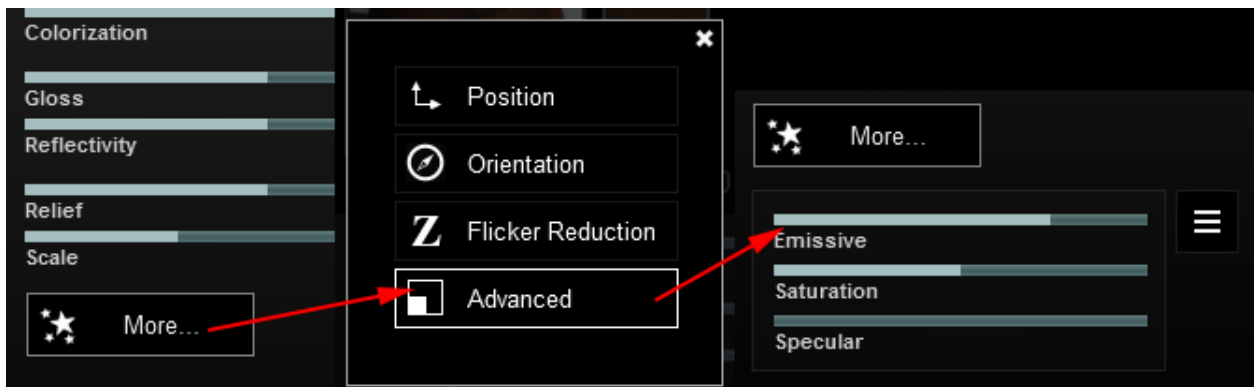 Colorization
Gloss
Reflectivity
Relief
Scale
More...
Position
Orientation
Z Flicker Reduction
Advanced
More...
Emissive
Saturation
Specular